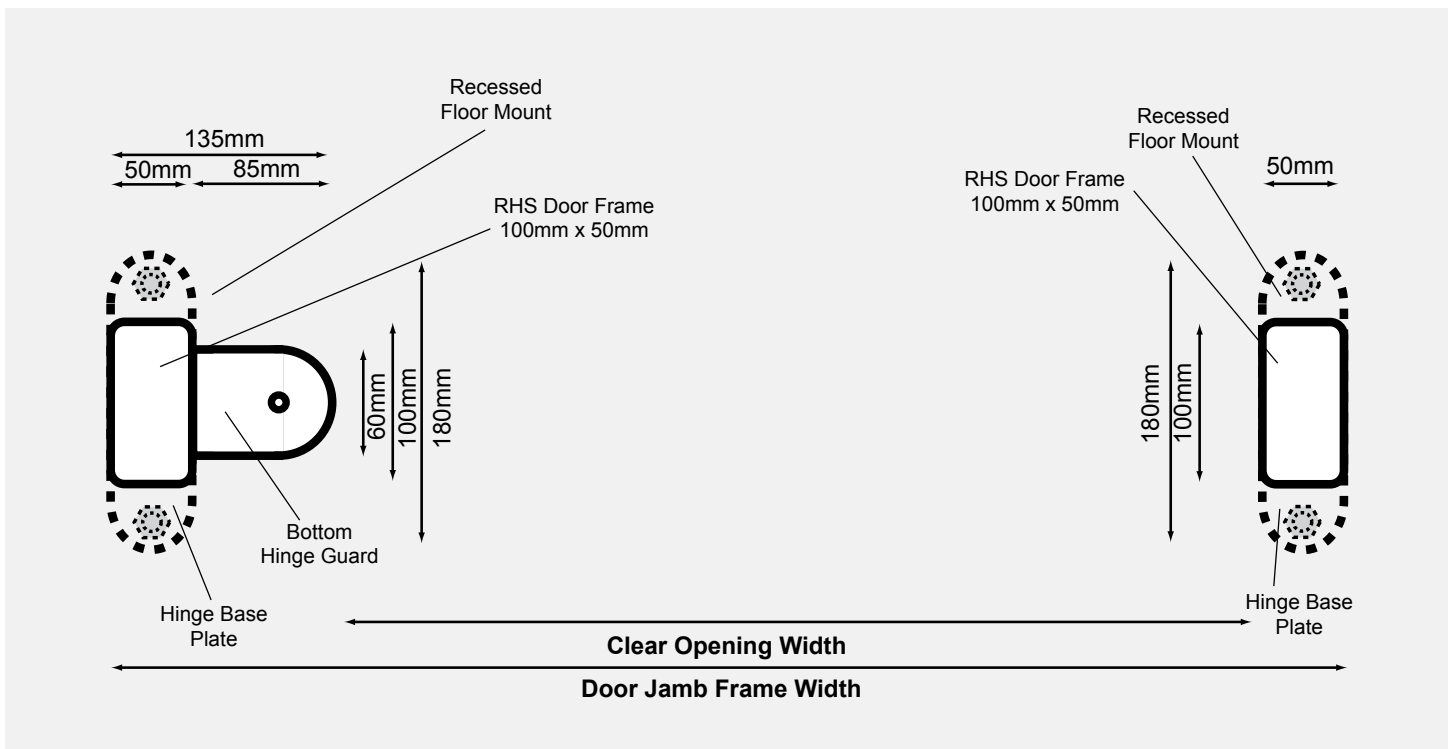 Recessed
Floor Mount
135mm
50mm
85mm
RHS Door Frame
100mm x 50mm
60mm
100mm
180mm
Bottom
Hinge Guard
Hinge Base
Plate
Recessed
Floor Mount
50mm
RHS Door Frame
100mm x 50mm
180mm
100mm
Hinge Base
Plate
Clear Opening Width
Door Jamb Frame Width